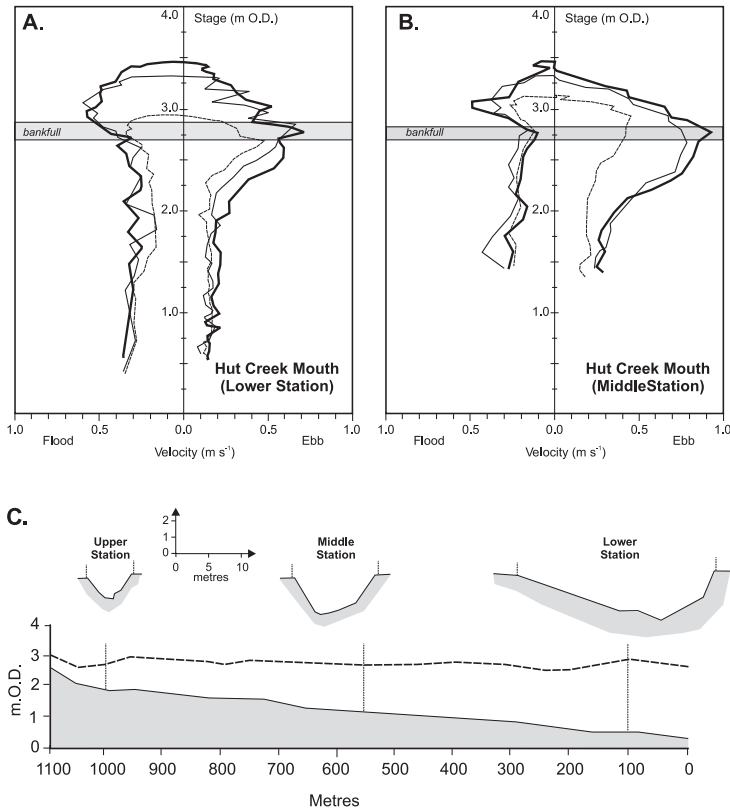 A.
4.0
Stage (m O.D.)
3.0
bankfull
2.0
1.0
Hut Creek Mouth
(Lower Station)
1.0 0.5 0.0 0.5 1.0
Flood Ebb
Velocity (m s⁻¹)
B.
4.0
Stage (m O.D.)
3.0
bankfull
2.0
1.0
Hut Creek Mouth
(MiddleStation)
1.0 0.5 0.0 0.5 1.0
Flood Ebb
Velocity (m s⁻¹)
C.
Upper
Station
2
1
0
0 5 10
metres
Middle
Station
Lower
Station
4
3
2
1
0
m.O.D.
1100 1000 900 800 700 600 500 400 300 200 100 0
Metres